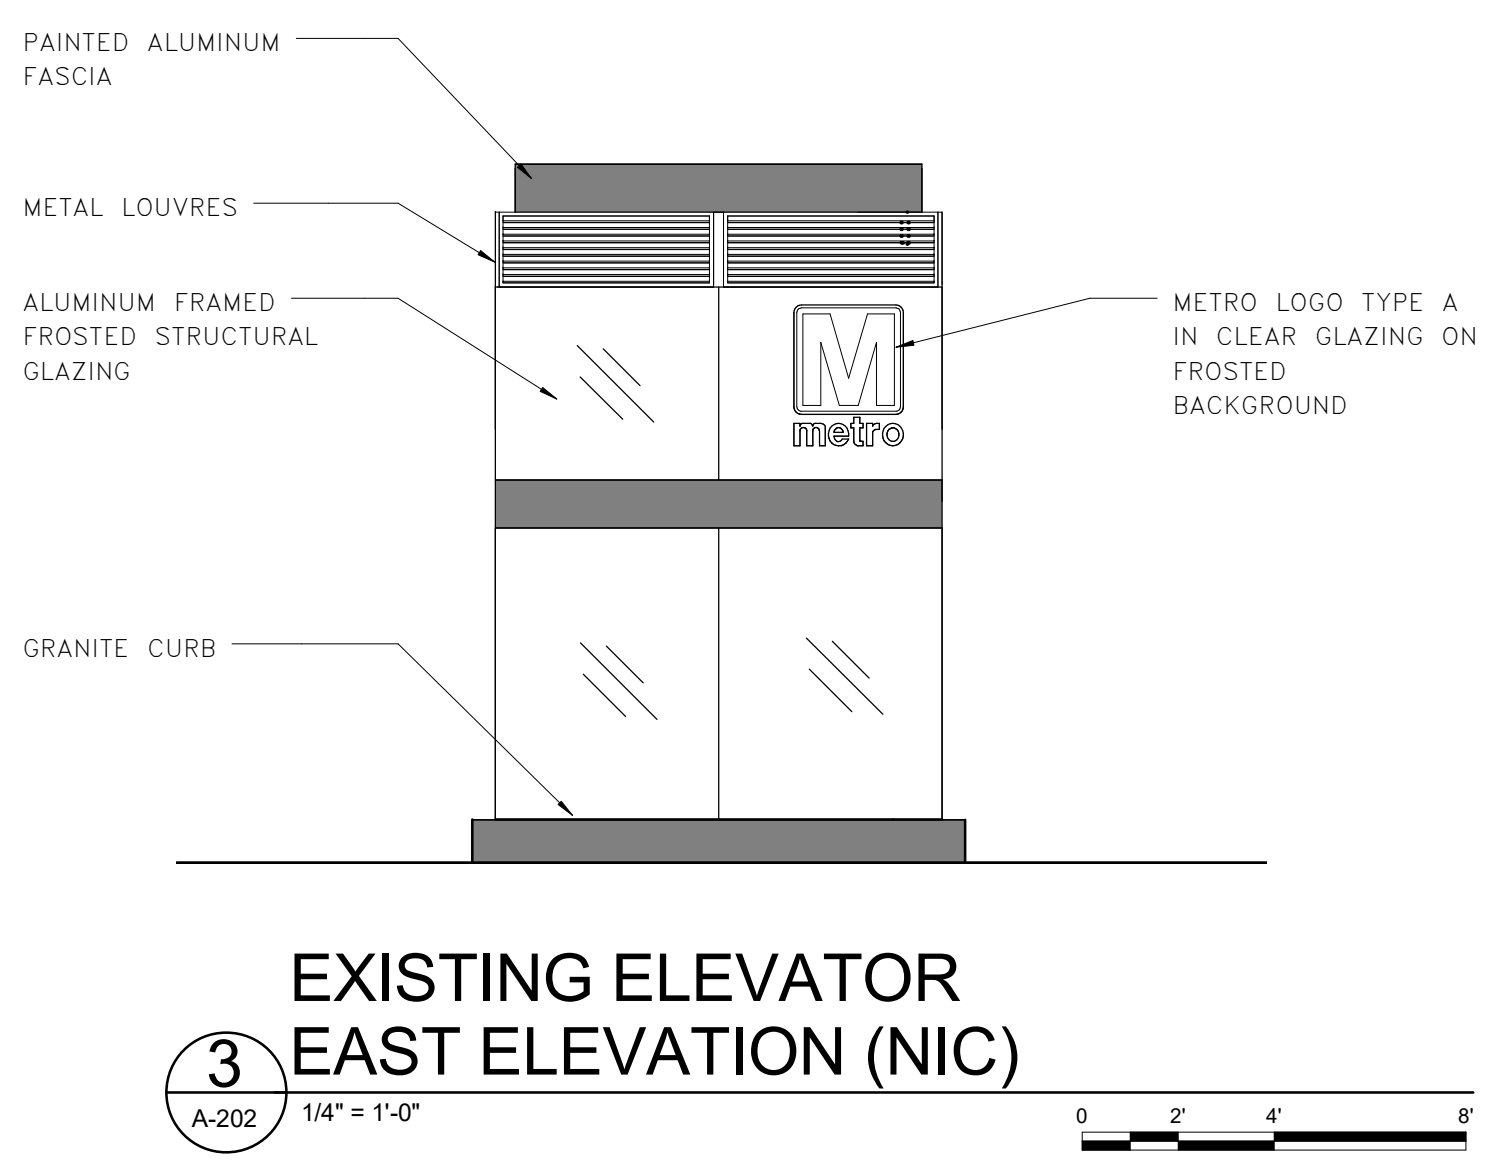 PAINTED ALUMINUM
FASCIA
METAL LOUVRES
ALUMINUM FRAMED
FROSTED STRUCTURAL
GLAZING
METRO LOGO TYPE A
IN CLEAR GLAZING ON
FROSTED
BACKGROUND
M
metro
GRANITE CURB
EXISTING ELEVATOR
EAST ELEVATION (NIC)
3
A-202
1/4" = 1'-0"
0 2' 4' 8'